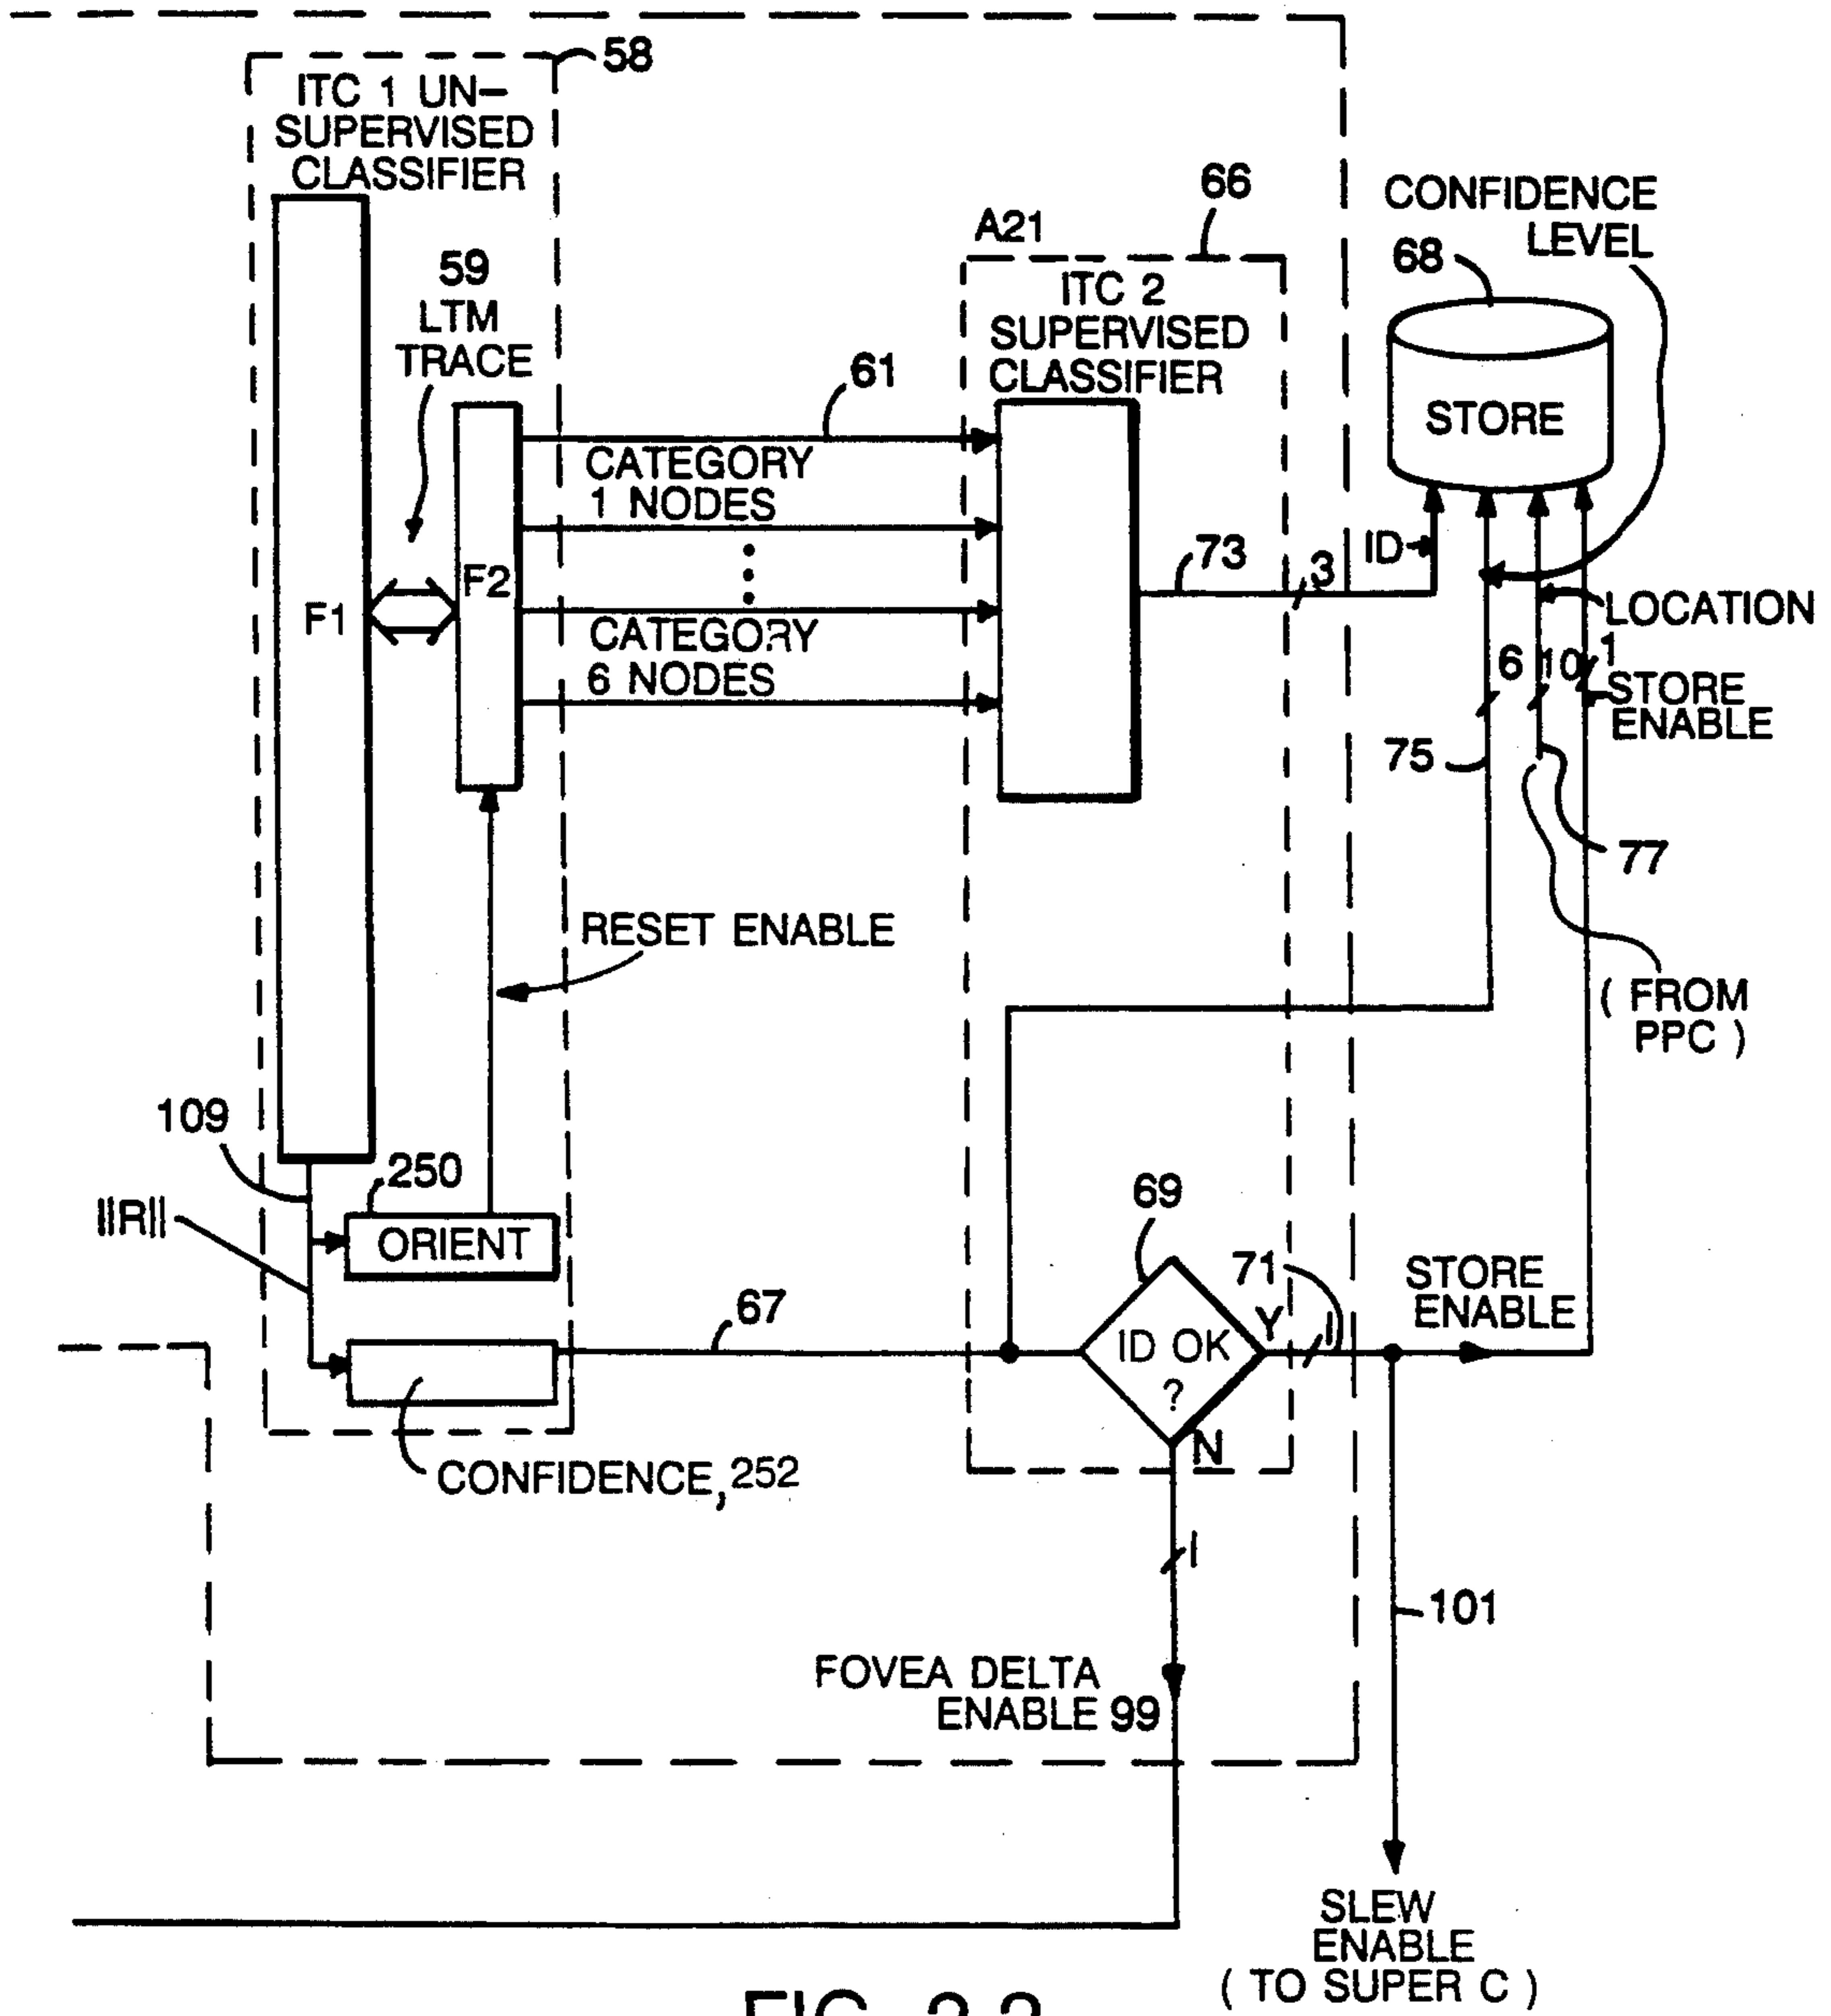 58
ITC 1 UN-
SUPERVISED
CLASSIFIER
66
A21
CONFIDENCE
LEVEL
68
59
LTM
TRACE
ITC 2
SUPERVISED
CLASSIFIER
61
STORE
CATEGORY
1 NODES
F1
F2
73
3
ID
LOCATION
CATEGORY
6 NODES
6
10
1
STORE
ENABLE
75
77
RESET ENABLE
( FROM
PPC )
109
250
||R||
ORIENT
69
71
67
STORE
ENABLE
Y
1
ID OK
?
N
CONFIDENCE, 252
1
101
FOVEA DELTA
ENABLE 99
SLEW
ENABLE
( TO SUPER C )